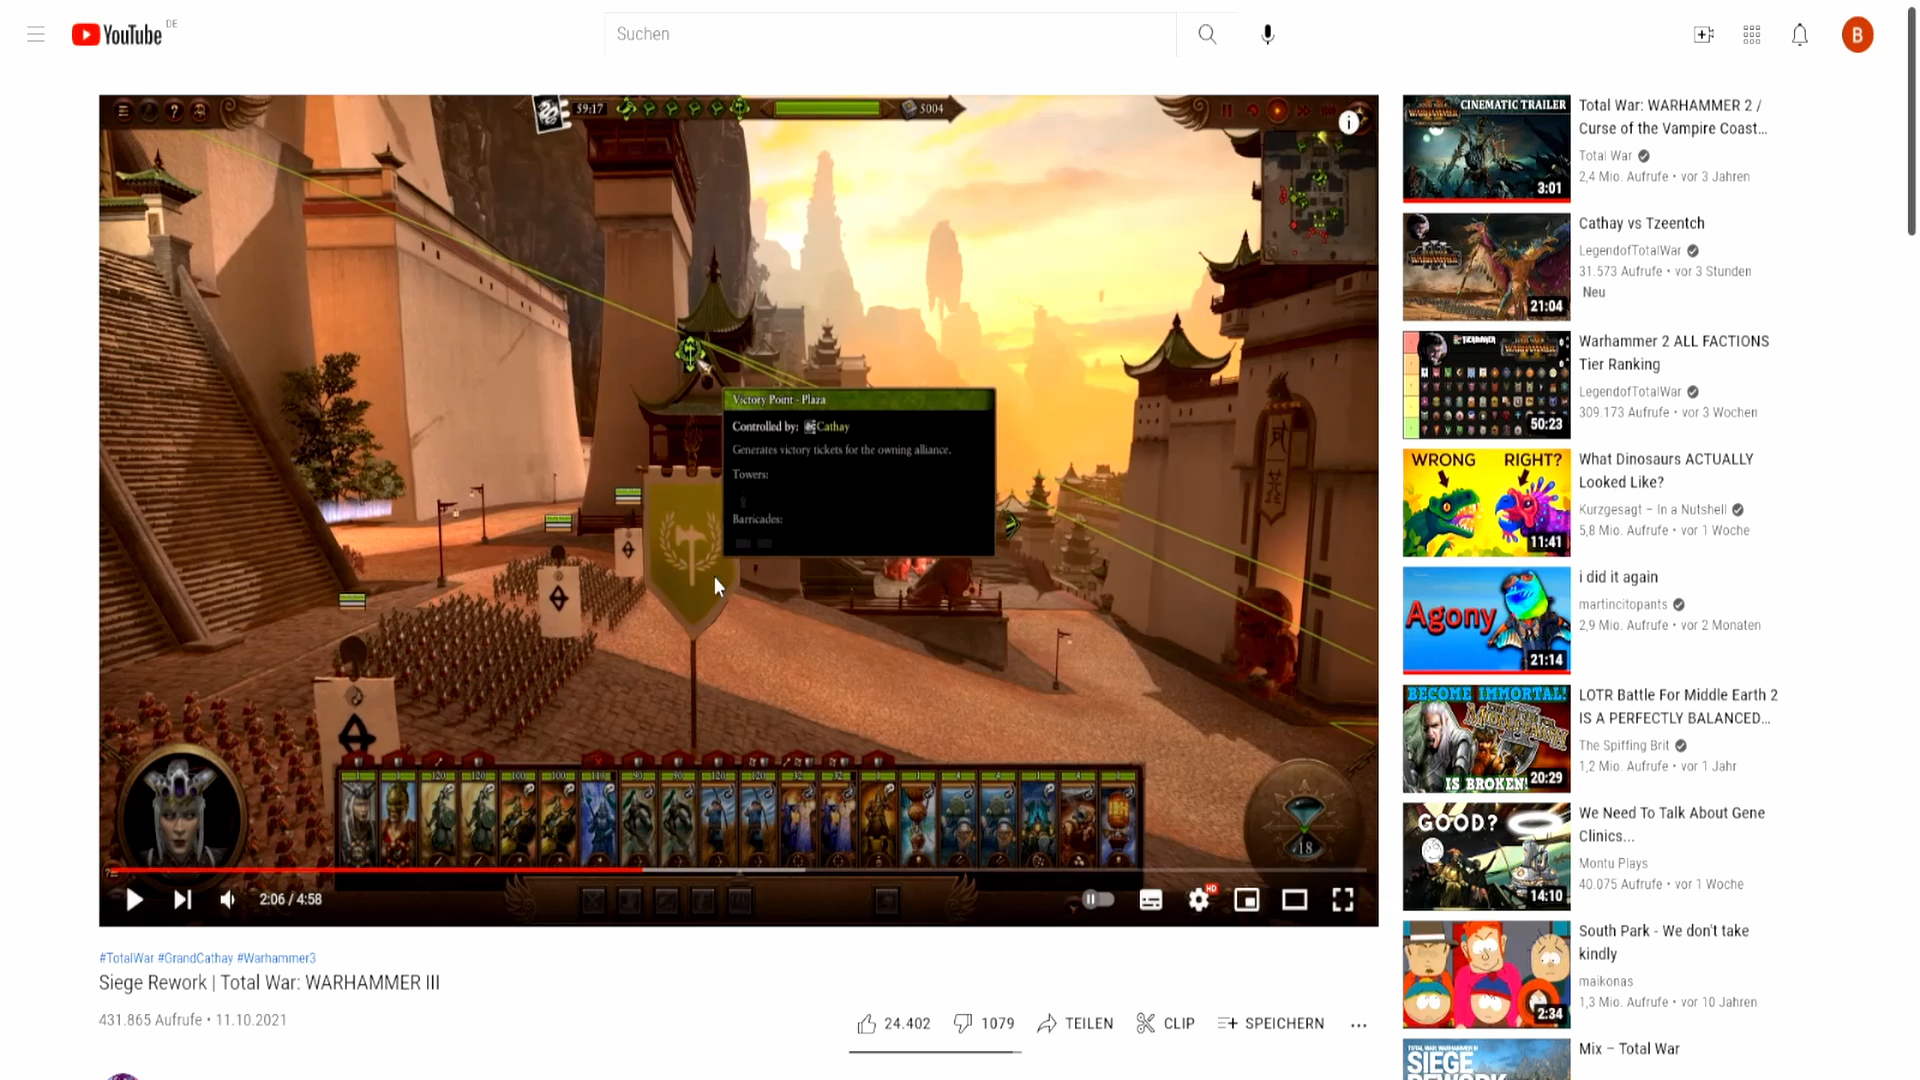 YouTube DE
Suchen
B
59:17
5004
Victory Point - Plaza
Controlled by: Cathay
Generates victory tickets for the owning alliance.
Towers:
Barricades:
18
2:06 / 4:58
HD
#TotalWar #GrandCathay #Warhammer3
Siege Rework | Total War: WARHAMMER III
431.865 Aufrufe • 11.10.2021
24.402
1079
TEILEN
CLIP
SPEICHERN
CINEMATIC TRAILER
3:01
Total War: WARHAMMER 2 /
Curse of the Vampire Coast...
Total War
2,4 Mio. Aufrufe • vor 3 Jahren
21:04
Cathay vs Tzeentch
LegendofTotalWar
31.573 Aufrufe • vor 3 Stunden
Neu
50:23
Warhammer 2 ALL FACTIONS
Tier Ranking
LegendofTotalWar
309.173 Aufrufe • vor 3 Wochen
WRONG RIGHT?
11:41
What Dinosaurs ACTUALLY
Looked Like?
Kurzgesagt – In a Nutshell
5,8 Mio. Aufrufe • vor 1 Woche
Agony
21:14
i did it again
martincitopants
2,9 Mio. Aufrufe • vor 2 Monaten
BECOME IMMORTAL!
IS BROKEN!
20:29
LOTR Battle For Middle Earth 2
IS A PERFECTLY BALANCED...
The Spiffing Brit
1,2 Mio. Aufrufe • vor 1 Jahr
GOOD?
14:10
We Need To Talk About Gene
Clinics...
Montu Plays
40.075 Aufrufe • vor 1 Woche
2:34
South Park - We don't take
kindly
maikonas
1,3 Mio. Aufrufe • vor 10 Jahren
TOTAL WAR: WARHAMMER III
SIEGE
REWORK
Mix – Total War